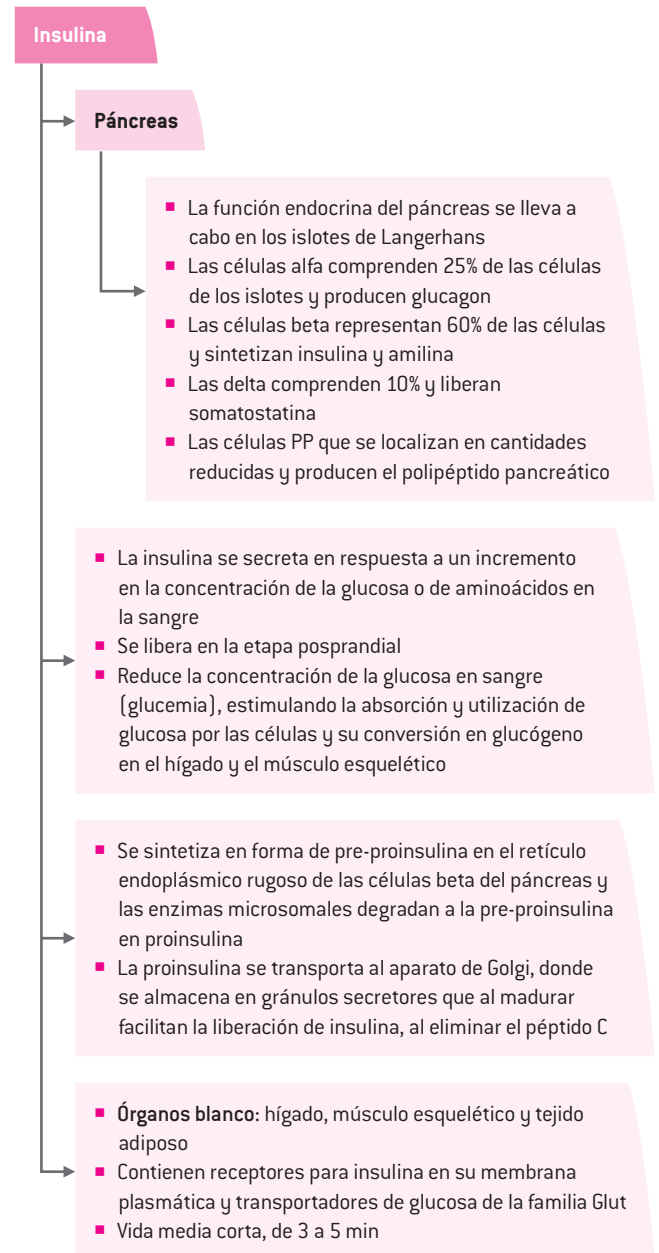 Insulina
Páncreas
▪ La función endocrina del páncreas se lleva a
cabo en los islotes de Langerhans
▪ Las células alfa comprenden 25% de las células
de los islotes y producen glucagon
▪ Las células beta representan 60% de las células
y sintetizan insulina y amilina
▪ Las delta comprenden 10% y liberan
somatostatina
▪ Las células PP que se localizan en cantidades
reducidas y producen el polipéptido pancreático
▪ La insulina se secreta en respuesta a un incremento
en la concentración de la glucosa o de aminoácidos en
la sangre
▪ Se libera en la etapa posprandial
▪ Reduce la concentración de la glucosa en sangre
(glucemia), estimulando la absorción y utilización de
glucosa por las células y su conversión en glucógeno
en el hígado y el músculo esquelético
▪ Se sintetiza en forma de pre-proinsulina en el retículo
endoplásmico rugoso de las células beta del páncreas y
las enzimas microsomales degradan a la pre-proinsulina
en proinsulina
▪ La proinsulina se transporta al aparato de Golgi, donde
se almacena en gránulos secretores que al madurar
facilitan la liberación de insulina, al eliminar el péptido C
▪ Órganos blanco: hígado, músculo esquelético y tejido
adiposo
▪ Contienen receptores para insulina en su membrana
plasmática y transportadores de glucosa de la familia Glut
▪ Vida media corta, de 3 a 5 min